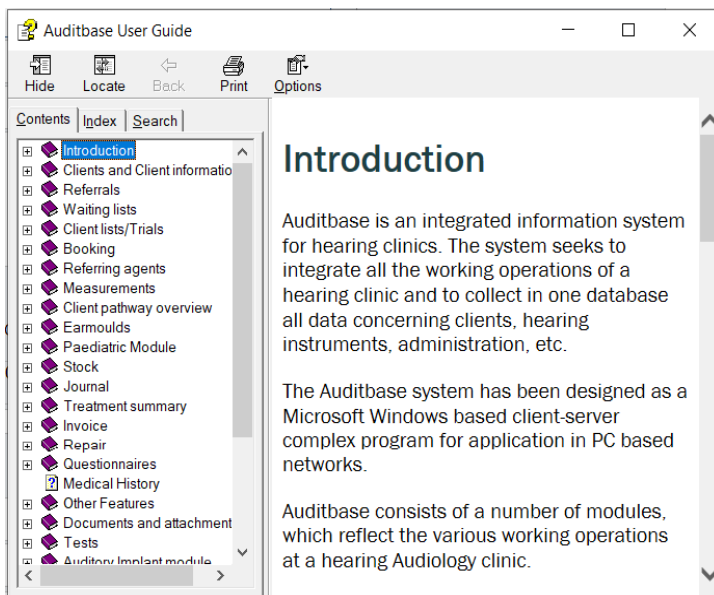 Auditbase User Guide
Hide Locate Back Print Options
Contents Index Search
Introduction
Clients and Client informatio
Referrals
Waiting lists
Client lists/Trials
Booking
Referring agents
Measurements
Client pathway overview
Earmoulds
Paediatric Module
Stock
Journal
Treatment summary
Invoice
Repair
Questionnaires
Medical History
Other Features
Documents and attachment
Tests
Auditory Implant module
Introduction
Auditbase is an integrated information system
for hearing clinics. The system seeks to
integrate all the working operations of a
hearing clinic and to collect in one database
all data concerning clients, hearing
instruments, administration, etc.
The Auditbase system has been designed as a
Microsoft Windows based client-server
complex program for application in PC based
networks.
Auditbase consists of a number of modules,
which reflect the various working operations
at a hearing Audiology clinic.